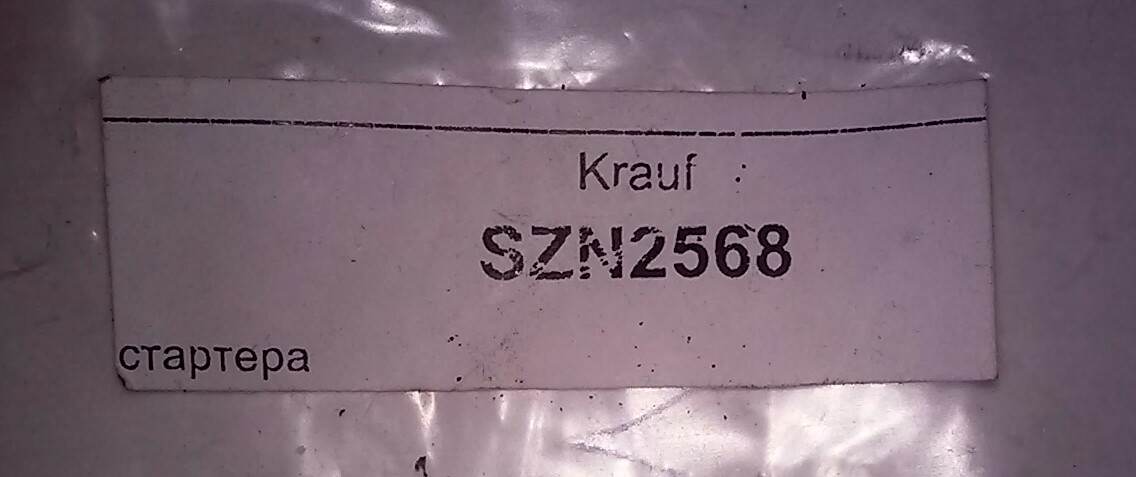 Krauf
SZN2568
стартера